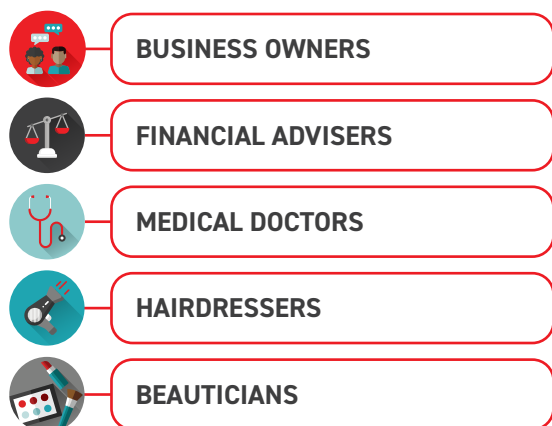 BUSINESS OWNERS
FINANCIAL ADVISERS
MEDICAL DOCTORS
HAIRDRESSERS
BEAUTICIANS